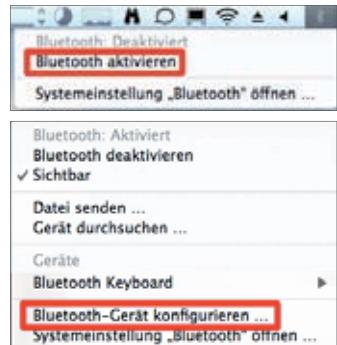 Bluetooth: Deaktiviert
Bluetooth aktivieren
Systemeinstellung „Bluetooth“ öffnen ...
Bluetooth: Aktiviert
Bluetooth deaktivieren
✓ Sichtbar
Datei senden ...
Gerät durchsuchen ...
Geräte
Bluetooth Keyboard
Bluetooth-Gerät konfigurieren ...
Systemeinstellung „Bluetooth“ öffnen ...